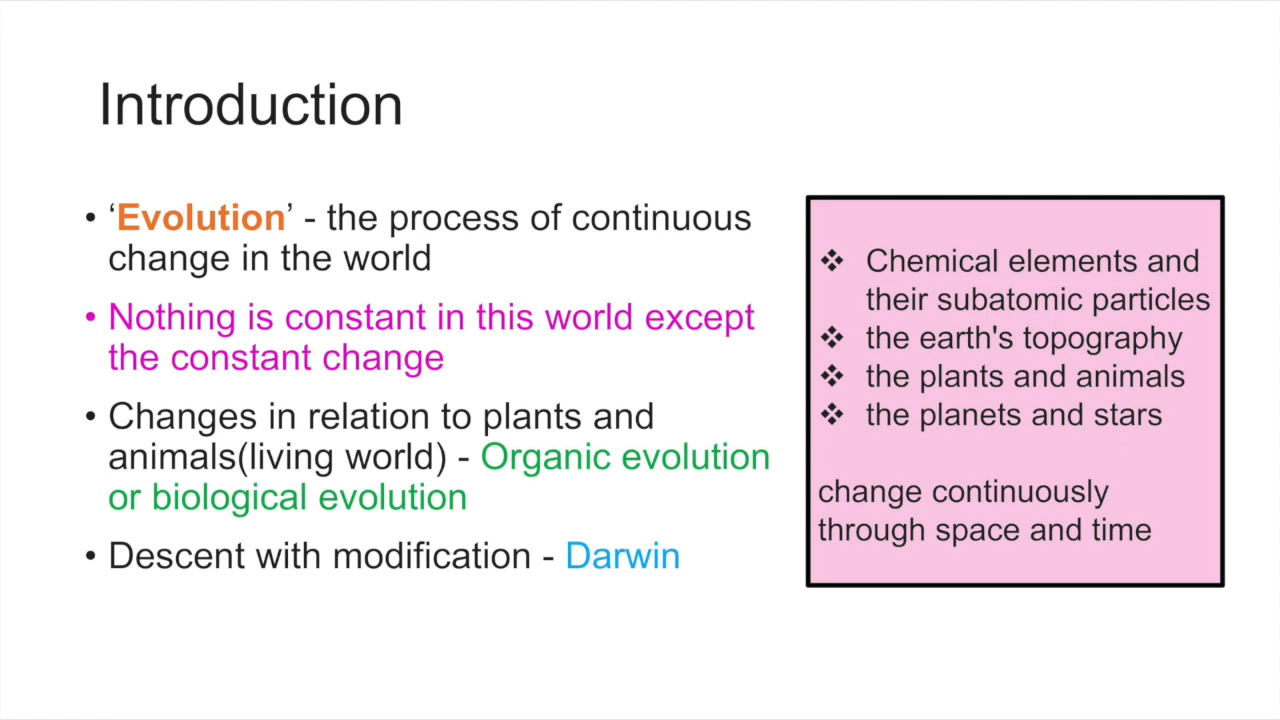 Introduction
• ‘Evolution’ - the process of continuous
change in the world
• Nothing is constant in this world except
the constant change
• Changes in relation to plants and
animals(living world) - Organic evolution
or biological evolution
• Descent with modification - Darwin
❖ Chemical elements and
their subatomic particles
❖ the earth's topography
❖ the plants and animals
❖ the planets and stars
change continuously
through space and time